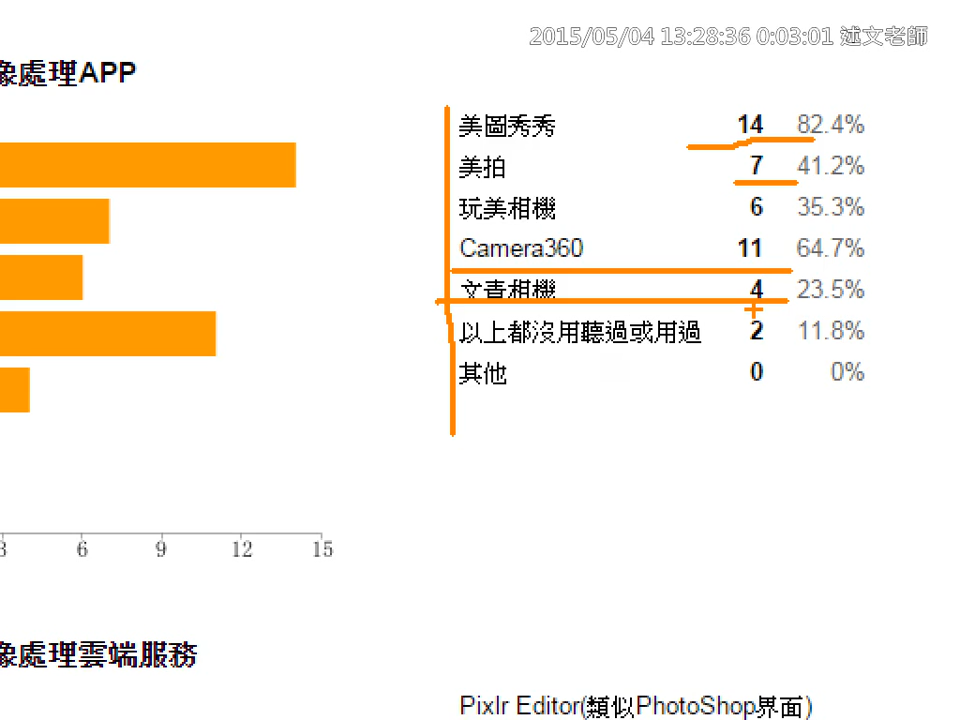 2015/05/04 13:28:36 0:03:01 述文老師
像處理APP
美圖秀秀 14 82.4%
美拍 7 41.2%
玩美相機 6 35.3%
Camera360 11 64.7%
文青相機 4 23.5%
以上都沒用聽過或用過 2 11.8%
其他 0 0%
3 6 9 12 15
像處理雲端服務
Pixlr Editor(類似PhotoShop界面)